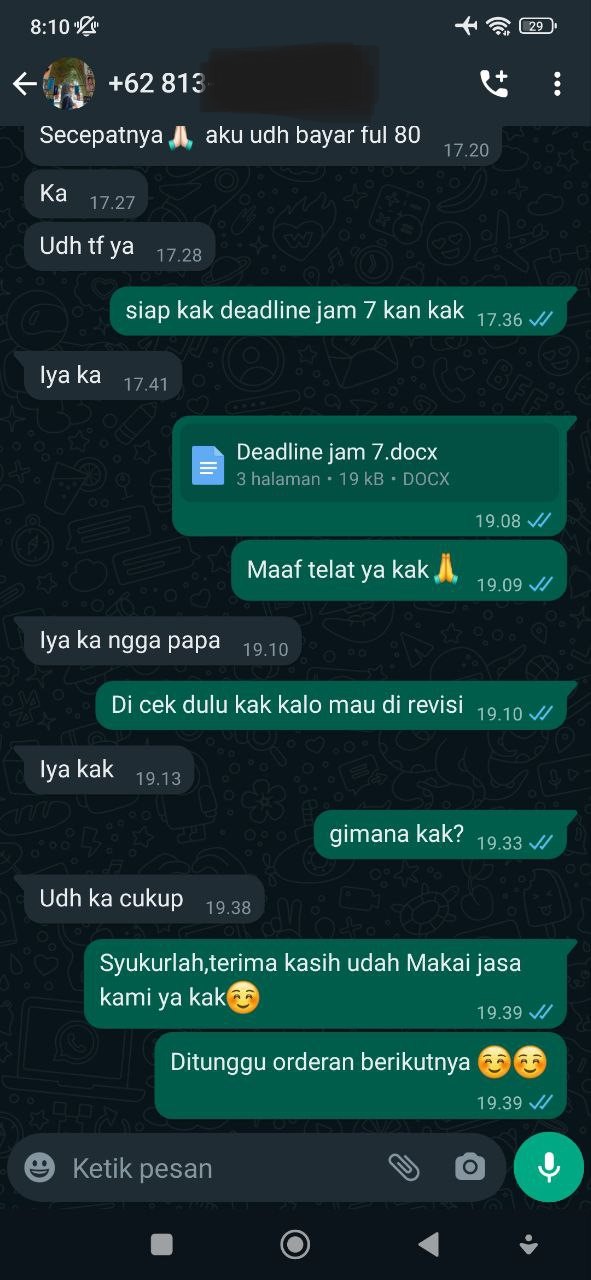 8:10
29
+62 813-
Secepatnya🙏🏻 aku udh bayar ful 80
17.20
Ka
17.27
Udh tf ya
17.28
siap kak deadline jam 7 kan kak
17.36
Iya ka
17.41
Deadline jam 7.docx
3 halaman • 19 kB • DOCX
19.08
Maaf telat ya kak🙏
19.09
Iya ka ngga papa
19.10
Di cek dulu kak kalo mau di revisi
19.10
Iya kak
19.13
gimana kak?
19.33
Udh ka cukup
19.38
Syukurlah,terima kasih udah Makai jasa
kami ya kak☺️
19.39
Ditunggu orderan berikutnya ☺️☺️
19.39
Ketik pesan